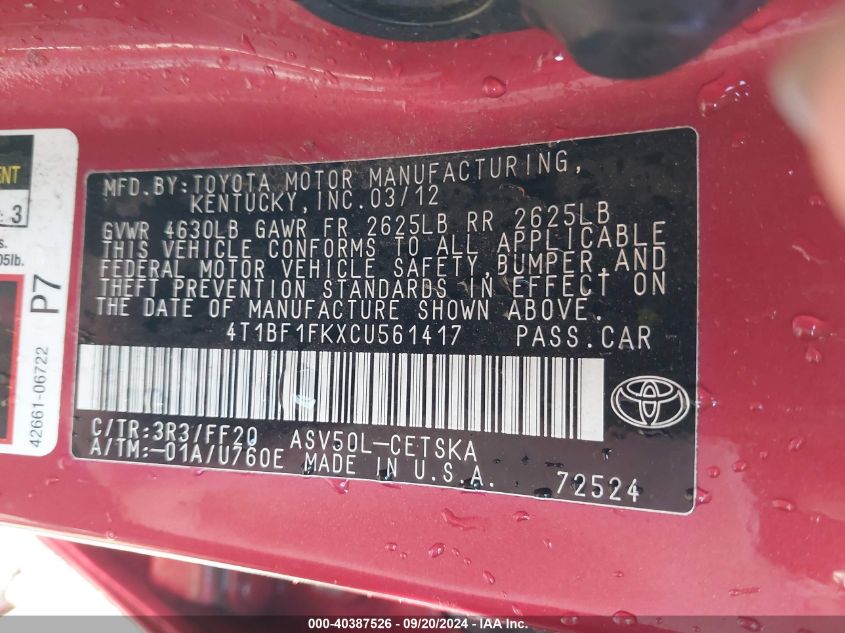 MFD.BY:TOYOTA MOTOR MANUFACTURING,
KENTUCKY,INC.03/12
GVWR 4630LB GAWR FR 2625LB RR 2625LB
THIS VEHICLE CONFORMS TO ALL APPLICABLE
FEDERAL MOTOR VEHICLE SAFETY,BUMPER,AND
THEFT PREVENTION STANDARDS IN EFFECT ON
THE DATE OF MANUFACTURE SHOWN ABOVE.
4T1BF1FKXCU561417 PASS.CAR
C/TR:3R3/FF20 ASV50L-CETSKA
A/TM:-01A/U760E MADE IN U.S.A. 72524
3
P7
42661-06722
000-40387526 - 09/20/2024 - IAA Inc.